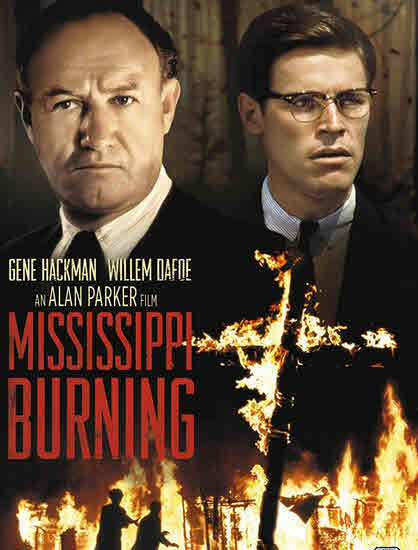 GENE HACKMAN WILLEM DAFOE
AN ALAN PARKER FILM
MISSISSIPPI
BURNING